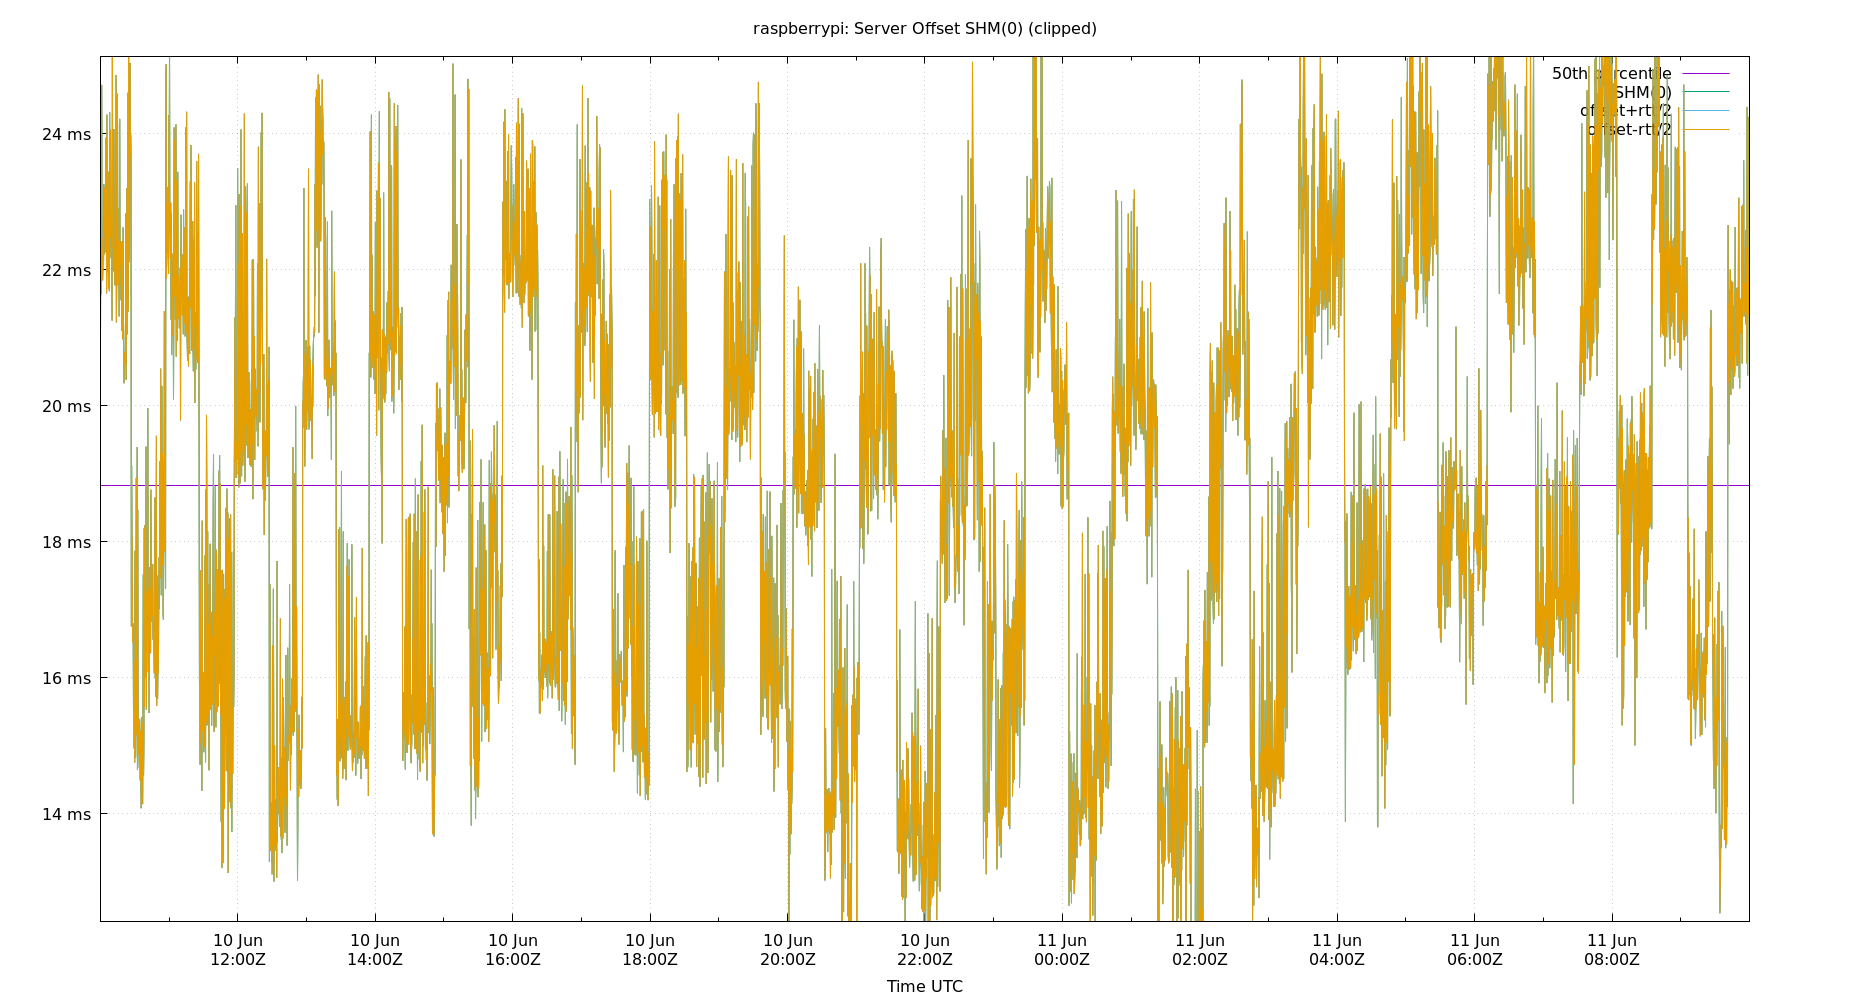 raspberrypi: Server Offset SHM(0) (clipped)
50th percentile
SHM(0)
offset+rtt/2
offset-rtt/2
24 ms
22 ms
20 ms
18 ms
16 ms
14 ms
10 Jun 10 Jun 10 Jun 10 Jun 10 Jun 10 Jun 11 Jun 11 Jun 11 Jun 11 Jun 11 Jun
12:00Z 14:00Z 16:00Z 18:00Z 20:00Z 22:00Z 00:00Z 02:00Z 04:00Z 06:00Z 08:00Z
Time UTC